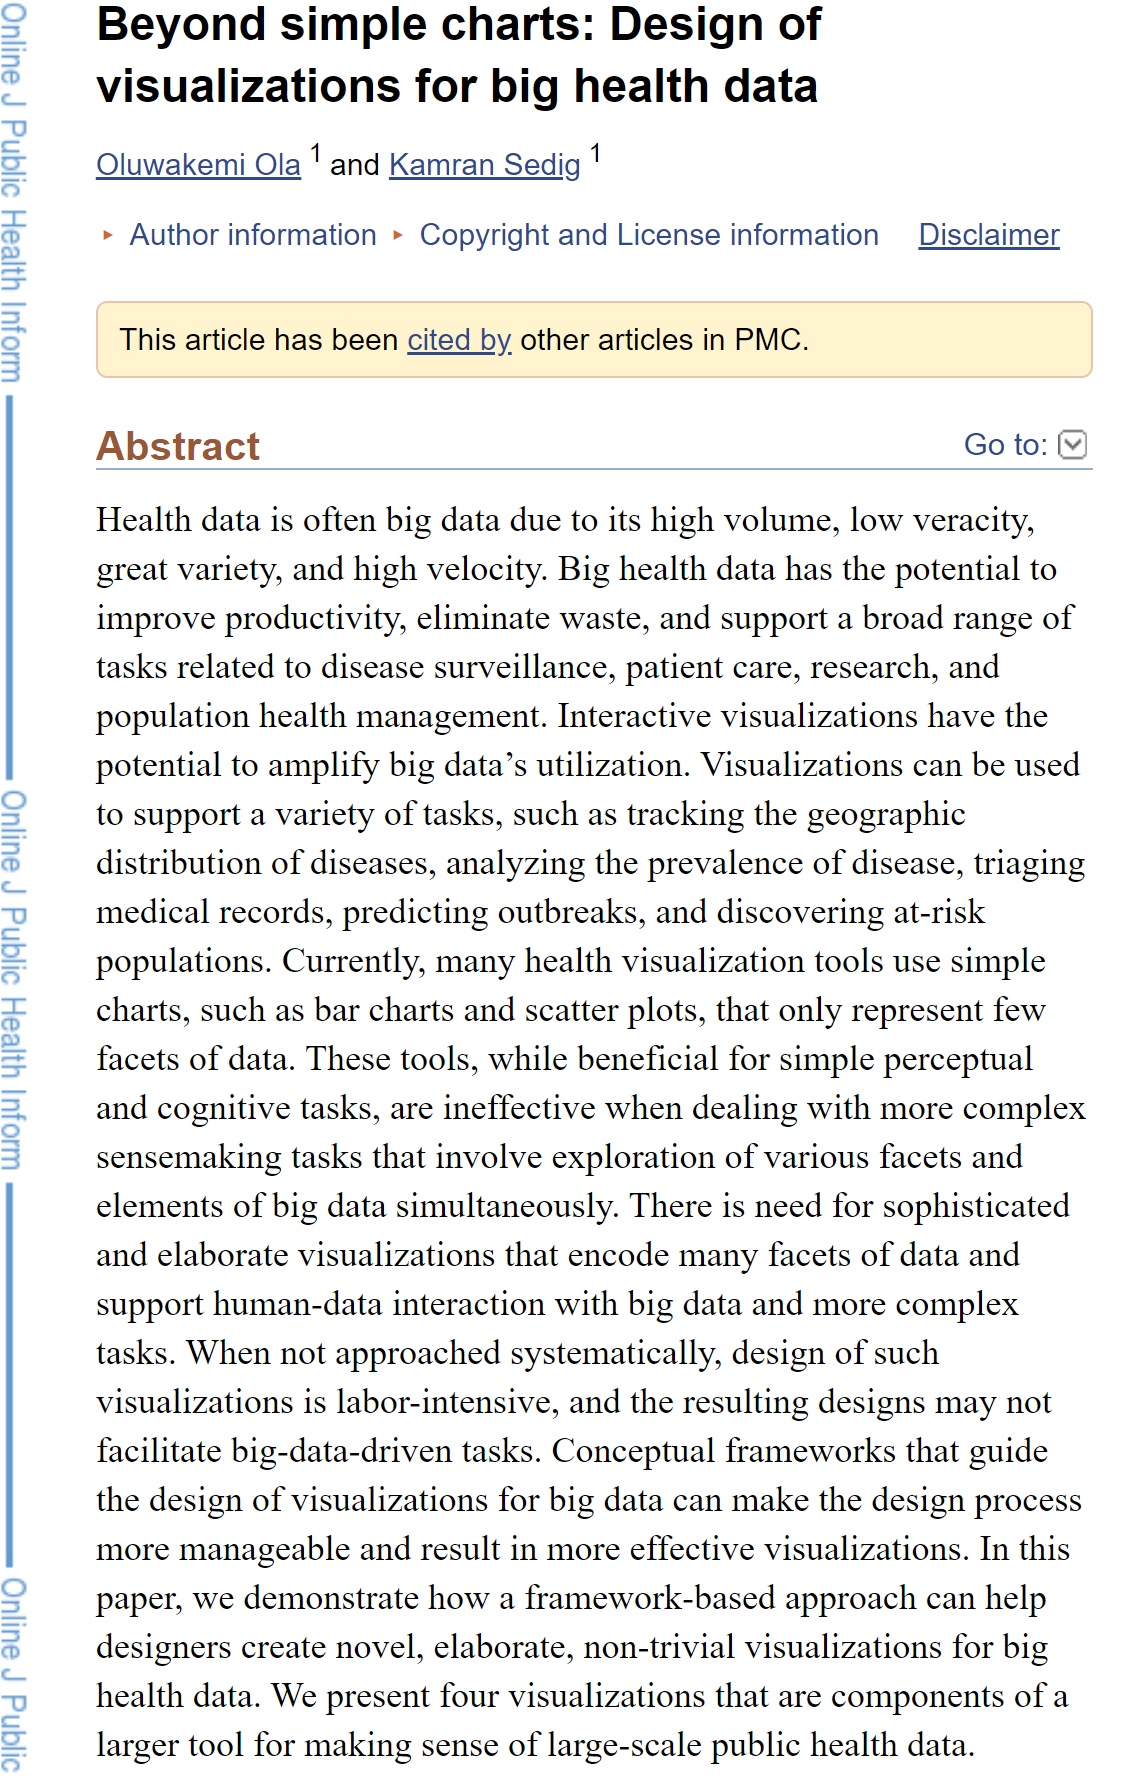 Beyond simple charts: Design of
visualizations for big health data
Oluwakemi Ola 1 and Kamran Sedig 1
▸ Author information ▸ Copyright and License information Disclaimer
This article has been cited by other articles in PMC.
Abstract Go to:
Health data is often big data due to its high volume, low veracity,
great variety, and high velocity. Big health data has the potential to
improve productivity, eliminate waste, and support a broad range of
tasks related to disease surveillance, patient care, research, and
population health management. Interactive visualizations have the
potential to amplify big data’s utilization. Visualizations can be used
to support a variety of tasks, such as tracking the geographic
distribution of diseases, analyzing the prevalence of disease, triaging
medical records, predicting outbreaks, and discovering at-risk
populations. Currently, many health visualization tools use simple
charts, such as bar charts and scatter plots, that only represent few
facets of data. These tools, while beneficial for simple perceptual
and cognitive tasks, are ineffective when dealing with more complex
sensemaking tasks that involve exploration of various facets and
elements of big data simultaneously. There is need for sophisticated
and elaborate visualizations that encode many facets of data and
support human-data interaction with big data and more complex
tasks. When not approached systematically, design of such
visualizations is labor-intensive, and the resulting designs may not
facilitate big-data-driven tasks. Conceptual frameworks that guide
the design of visualizations for big data can make the design process
more manageable and result in more effective visualizations. In this
paper, we demonstrate how a framework-based approach can help
designers create novel, elaborate, non-trivial visualizations for big
health data. We present four visualizations that are components of a
larger tool for making sense of large-scale public health data.
Online J Public Health Inform
Online J Public Health Inform
Online J Public